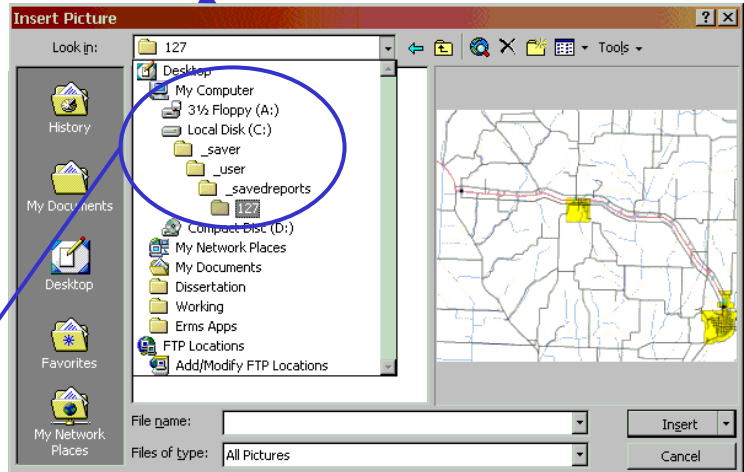 Insert Picture
Look in:
127
Tools
History
My Documents
Desktop
Favorites
My Network
Places
Desktop
My Computer
3½ Floppy (A:)
Local Disk (C:)
_saver
_user
_savedreports
127
Compact Disc (D:)
My Network Places
My Documents
Dissertation
Working
Erms Apps
FTP Locations
Add/Modify FTP Locations
File name:
Insert
Files of type:
All Pictures
Cancel